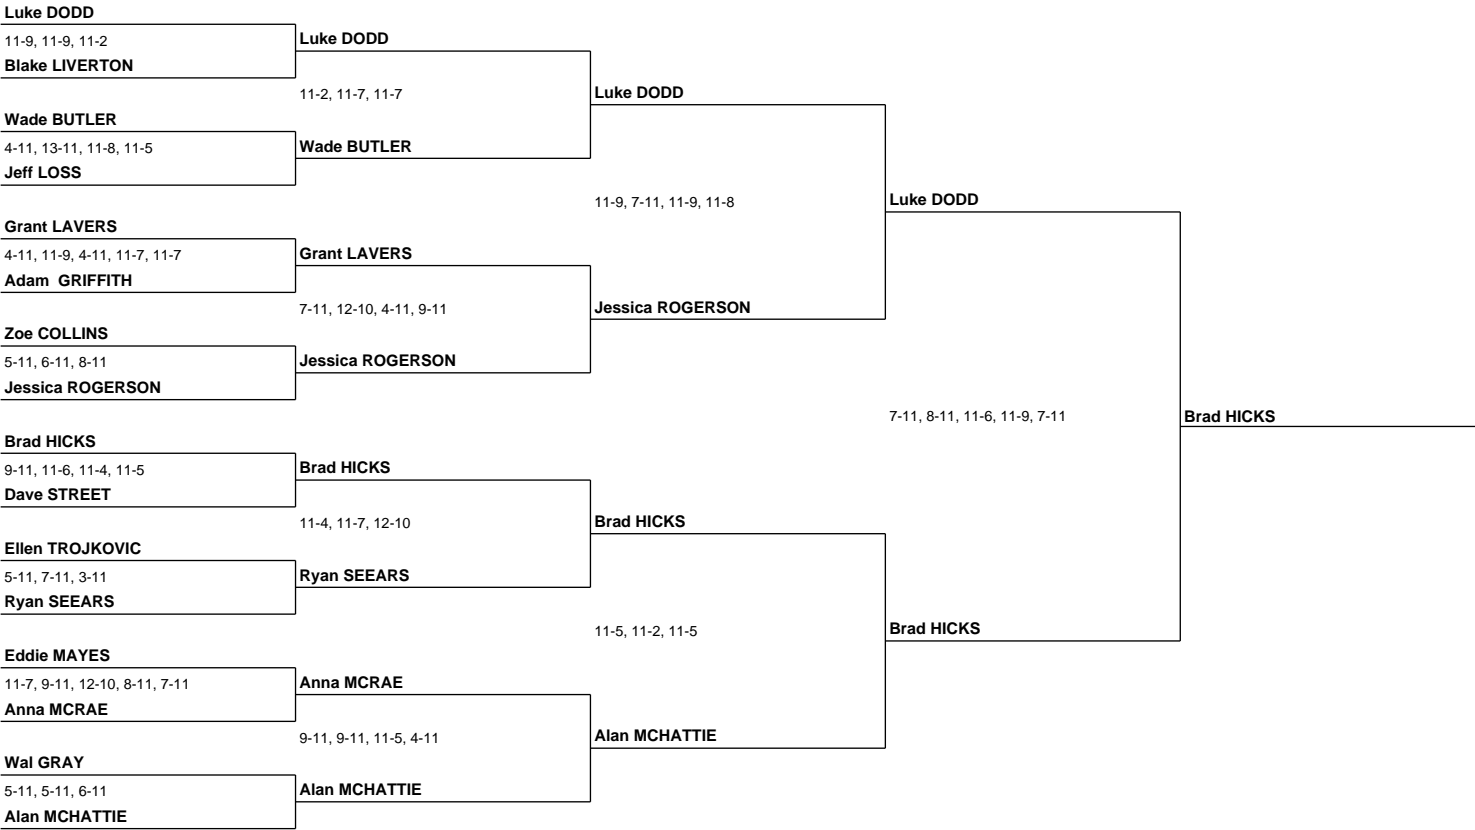 Luke DODD
11-9, 11-9, 11-2
Blake LIVERTON
Wade BUTLER
4-11, 13-11, 11-8, 11-5
Jeff LOSS
Grant LAVERS
4-11, 11-9, 4-11, 11-7, 11-7
Adam  GRIFFITH
Zoe COLLINS
5-11, 6-11, 8-11
Jessica ROGERSON
Brad HICKS
9-11, 11-6, 11-4, 11-5
Dave STREET
Ellen TROJKOVIC
5-11, 7-11, 3-11
Ryan SEEARS
Eddie MAYES
11-7, 9-11, 12-10, 8-11, 7-11
Anna MCRAE
Wal GRAY
5-11, 5-11, 6-11
Alan MCHATTIE
Luke DODD
11-2, 11-7, 11-7
Wade BUTLER
Grant LAVERS
7-11, 12-10, 4-11, 9-11
Jessica ROGERSON
Brad HICKS
11-4, 11-7, 12-10
Ryan SEEARS
Anna MCRAE
9-11, 9-11, 11-5, 4-11
Alan MCHATTIE
Luke DODD
11-9, 7-11, 11-9, 11-8
Jessica ROGERSON
Brad HICKS
11-5, 11-2, 11-5
Alan MCHATTIE
Luke DODD
7-11, 8-11, 11-6, 11-9, 7-11
Brad HICKS
Brad HICKS